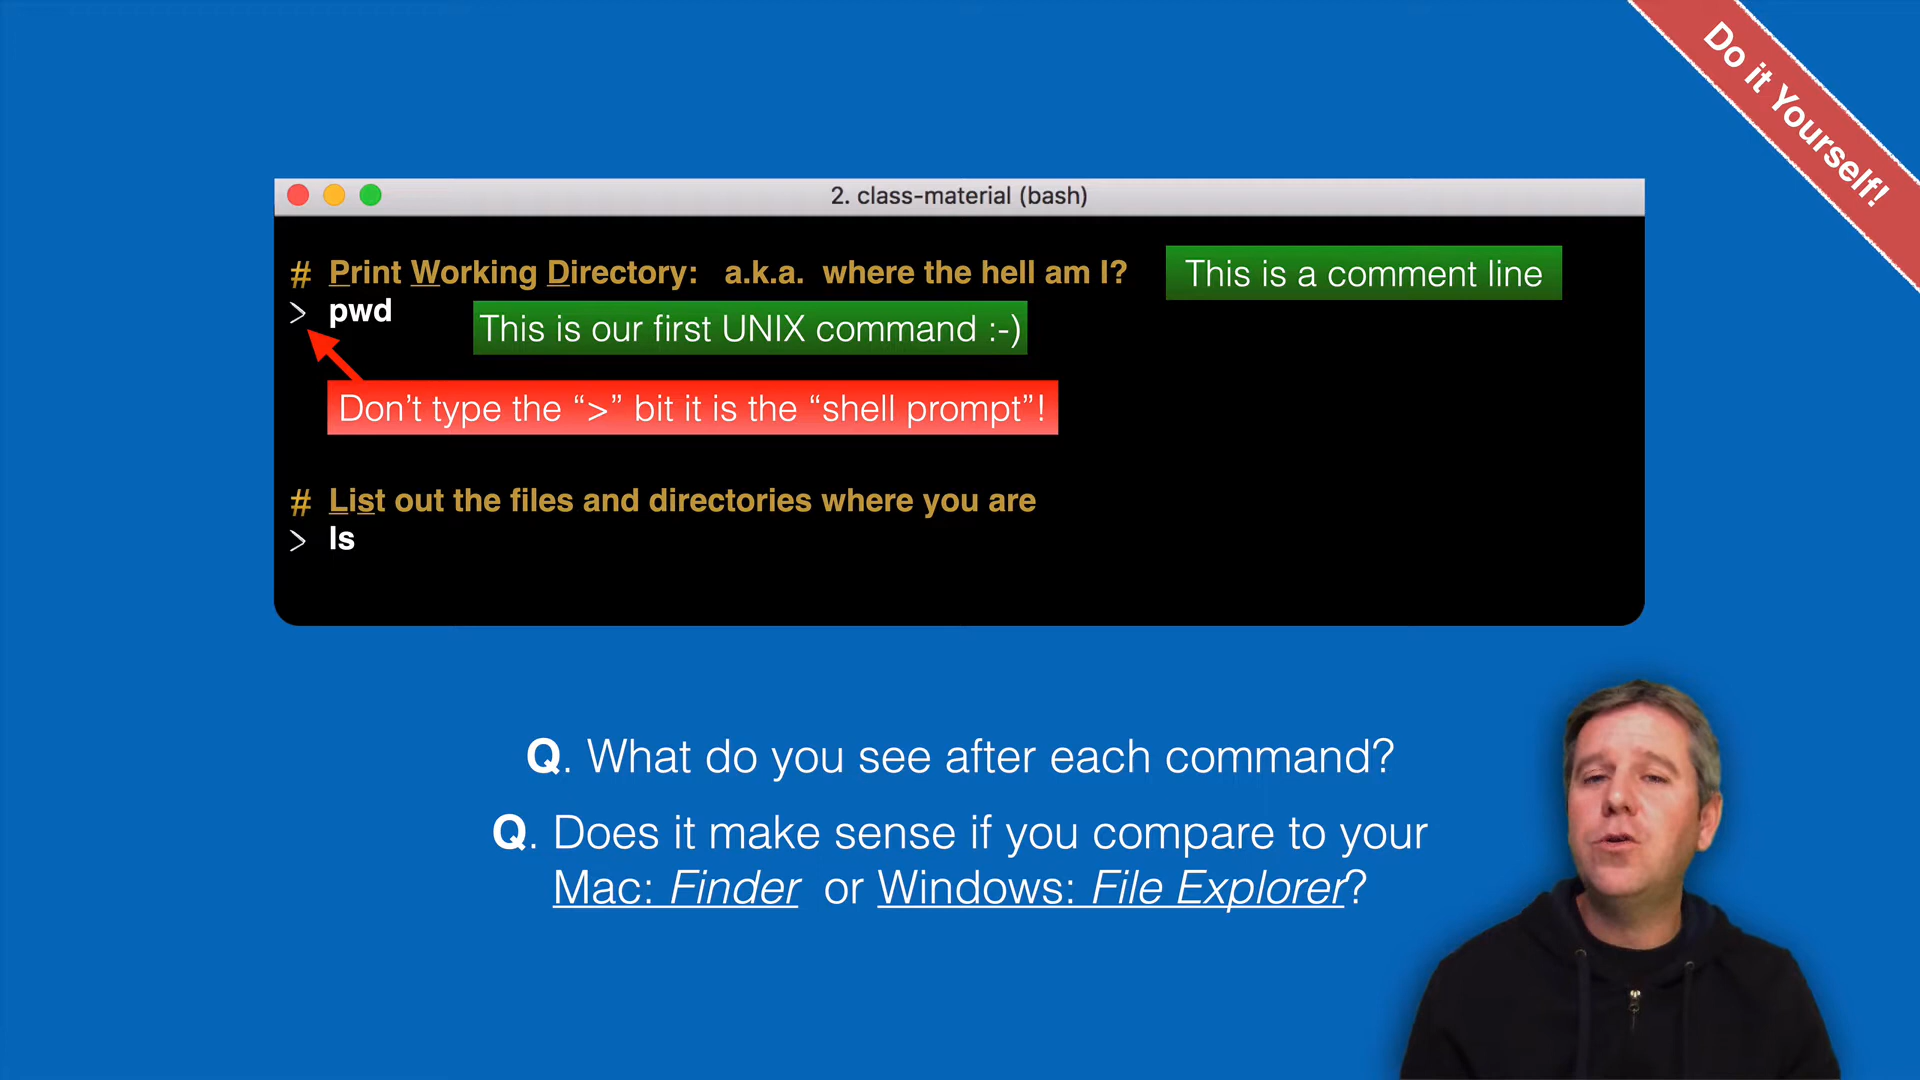 Do it Yourself!
2. class-material (bash)
# Print Working Directory: a.k.a. where the hell am I?
This is a comment line
> pwd
This is our first UNIX command :-)
Don’t type the “>” bit it is the “shell prompt”!
# List out the files and directories where you are
> ls
Q. What do you see after each command?
Q. Does it make sense if you compare to your
Mac: Finder or Windows: File Explorer?